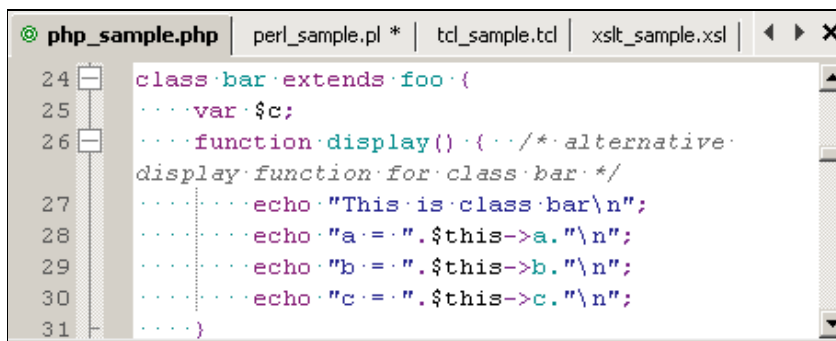 php_sample.php perl_sample.pl * tcl_sample.tcl xslt_sample.xsl
24 class bar extends foo {
25 var $c;
26 function display() { /* alternative
display function for class bar */
27 echo "This is class bar\n";
28 echo "a = ".$this->a."\n";
29 echo "b = ".$this->b."\n";
30 echo "c = ".$this->c."\n";
31 }